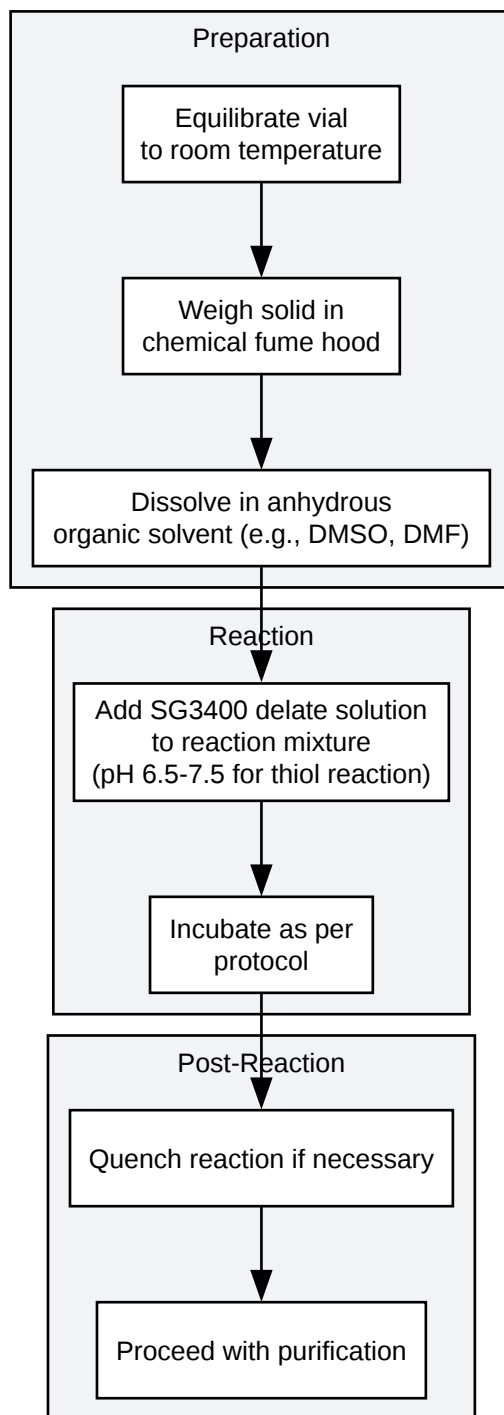 Preparation
Equilibrate vial
to room temperature
Weigh solid in
chemical fume hood
Dissolve in anhydrous
organic solvent (e.g., DMSO, DMF)
Reaction
Add SG3400 delate solution
to reaction mixture
(pH 6.5-7.5 for thiol reaction)
Incubate as per
protocol
Post-Reaction
Quench reaction if necessary
Proceed with purification